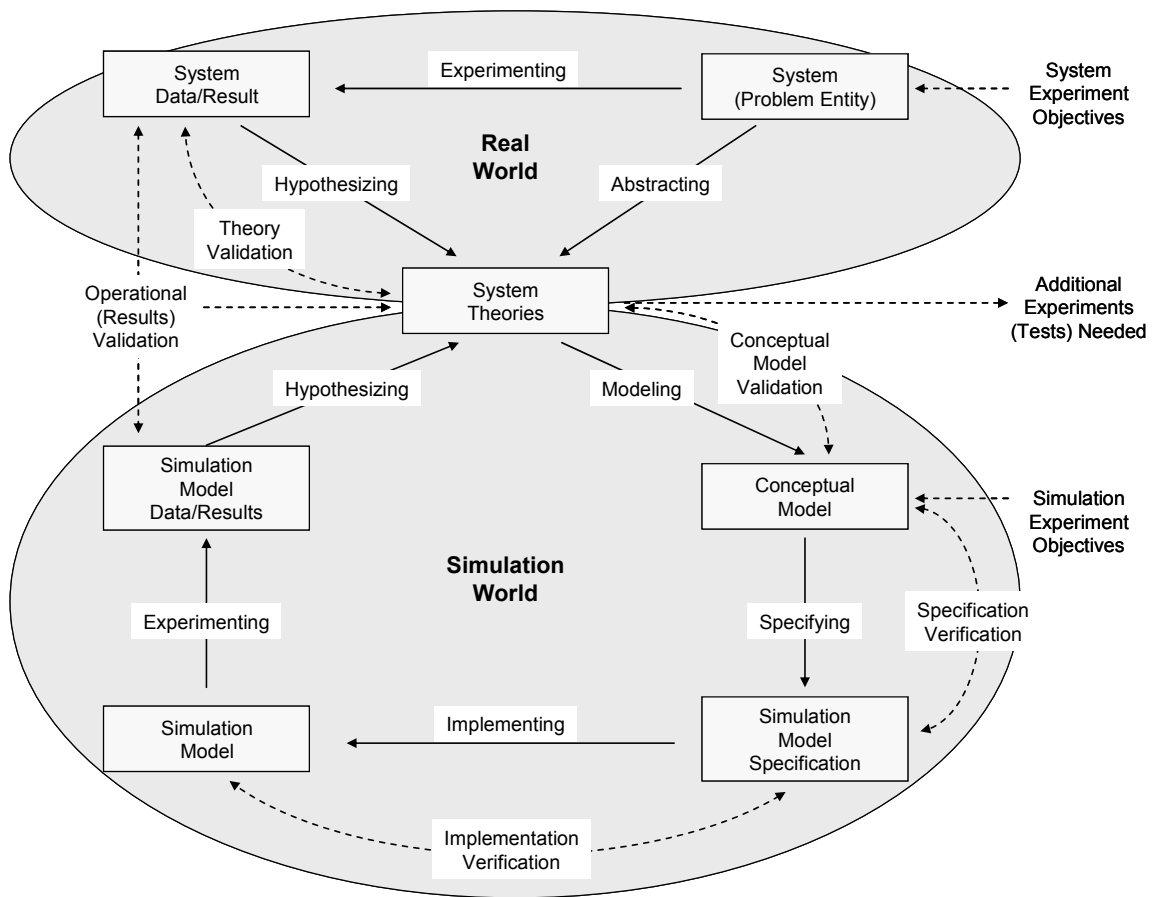 System
Data/Result
Experimenting
System
(Problem Entity)
System
Experiment
Objectives
Real
World
Hypothesizing
Abstracting
Theory
Validation
System
Theories
Operational
(Results)
Validation
Additional
Experiments
(Tests) Needed
Conceptual
Model
Validation
Hypothesizing
Modeling
Simulation
Model
Data/Results
Conceptual
Model
Simulation
Experiment
Objectives
Simulation
World
Experimenting
Specifying
Specification
Verification
Simulation
Model
Implementing
Simulation
Model
Specification
Implementation
Verification